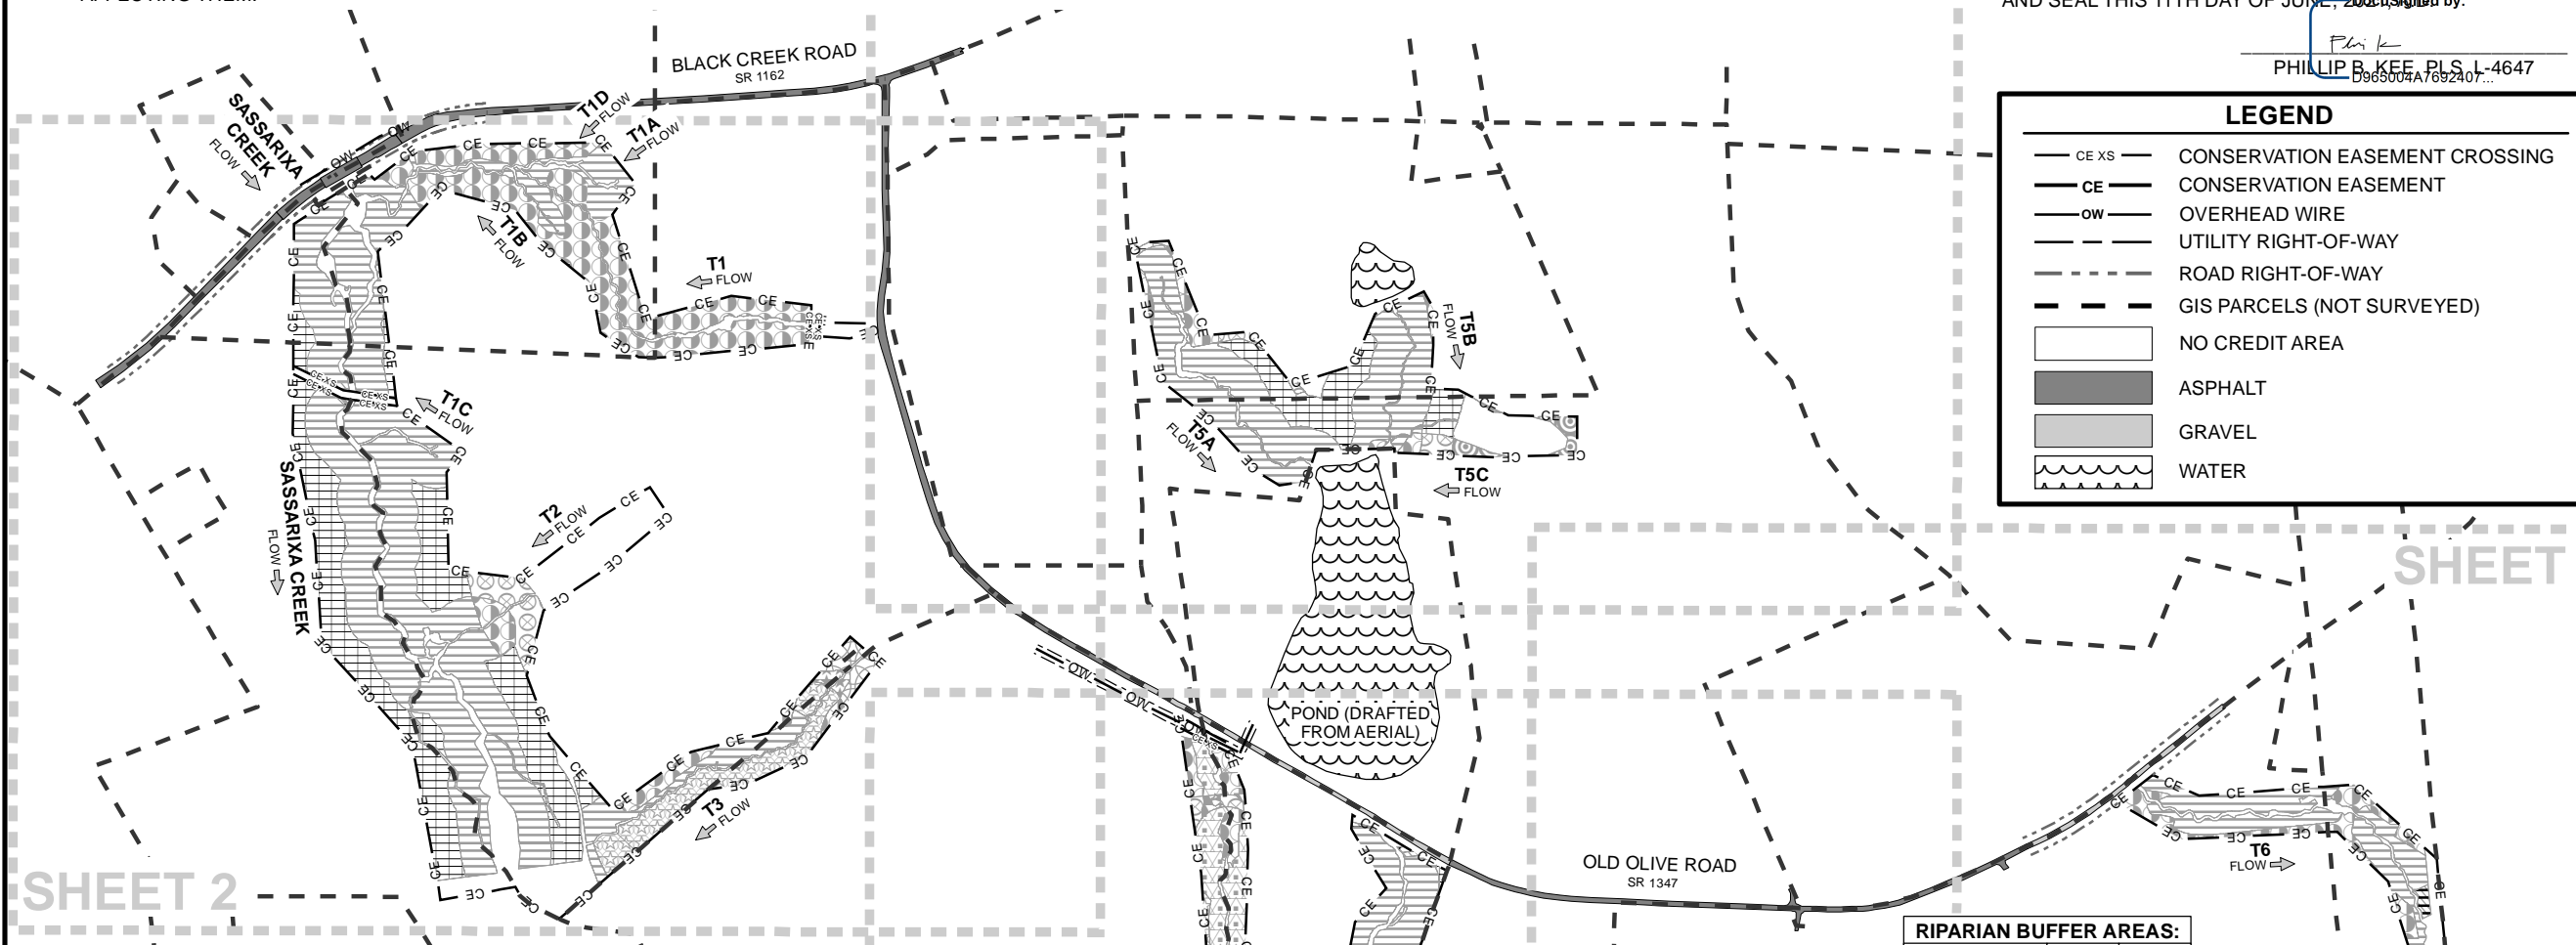 AND SEAL THIS 11TH DAY OF JUNE,
DocuSigned by:
PHILLIP B. KEE, PLS L-4647
D965004A7692407...
LEGEND
CE XS CONSERVATION EASEMENT CROSSING
CE CONSERVATION EASEMENT
OW OVERHEAD WIRE
UTILITY RIGHT-OF-WAY
ROAD RIGHT-OF-WAY
GIS PARCELS (NOT SURVEYED)
NO CREDIT AREA
ASPHALT
GRAVEL
WATER
BLACK CREEK ROAD
SR 1162
SASSARIXA
CREEK
FLOW
T1D
FLOW
T1A
FLOW
T1B
FLOW
T1
FLOW
T1C
FLOW
SASSARIXA CREEK
FLOW
T2
FLOW
T3
FLOW
T5A
FLOW
T5B
FLOW
T5C
FLOW
POND (DRAFTED
FROM AERIAL)
OLD OLIVE ROAD
SR 1347
T6
FLOW
SHEET 2
SHEET
RIPARIAN BUFFER AREAS: